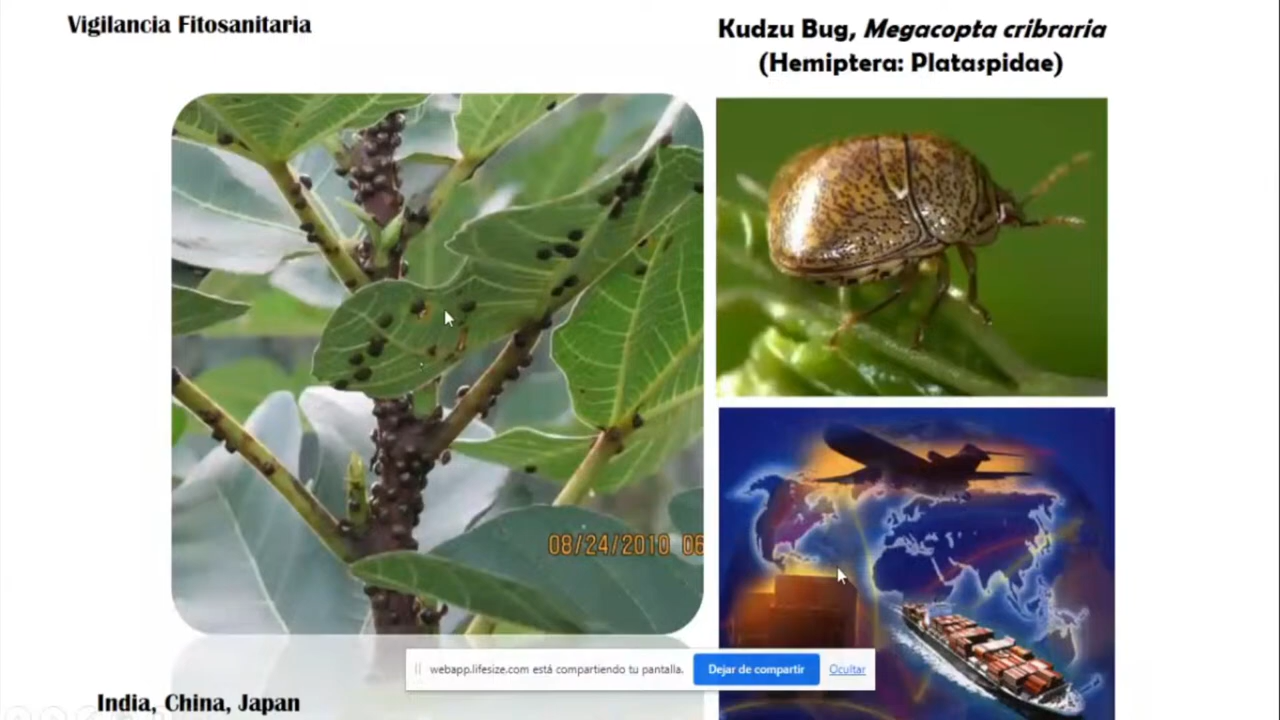 Vigilancia Fitosanitaria
Kudzu Bug, Megacopta cribraria
(Hemiptera: Plataspidae)
08/24/2010 06
webapp.lifesize.com está compartiendo tu pantalla.
Dejar de compartir
Ocultar
India, China, Japan